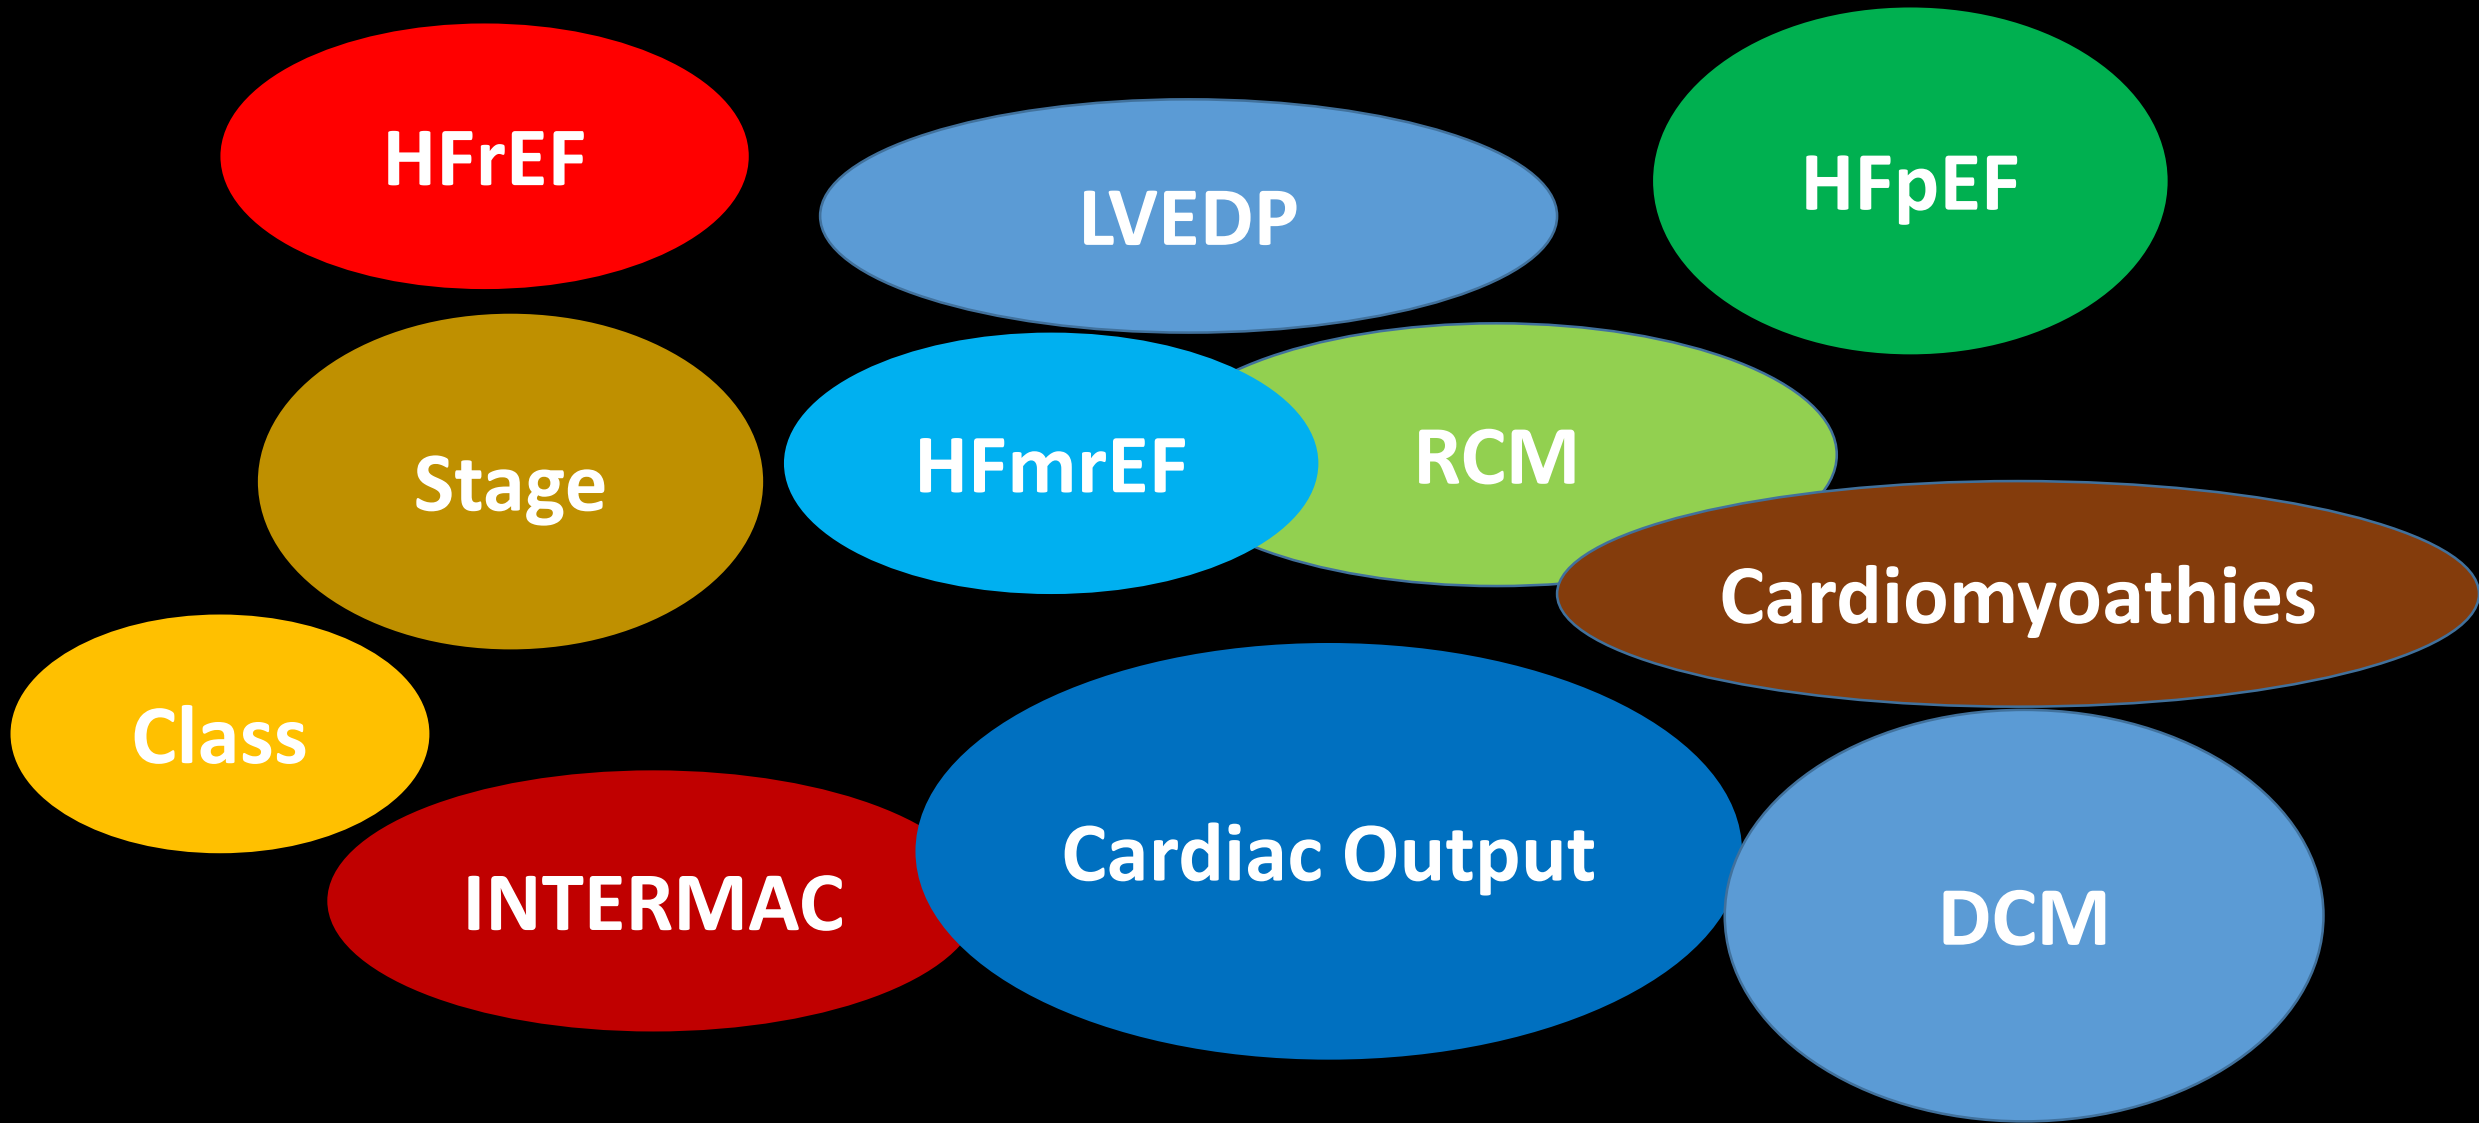 HFrEF
LVEDP
HFpEF
Stage
HFmrEF
RCM
Cardiomyoathies
Class
INTERMAC
Cardiac Output
DCM